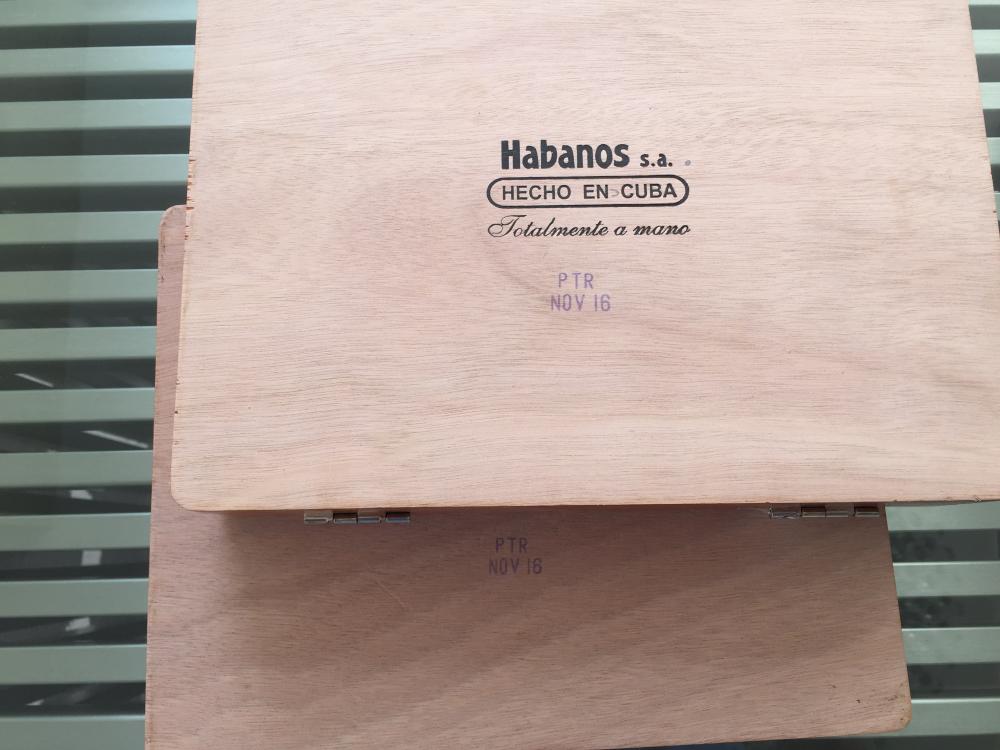 Habanos s.a.
HECHO EN CUBA
Totalmente a mano
PTR
NOV 16
PTR
NOV 16